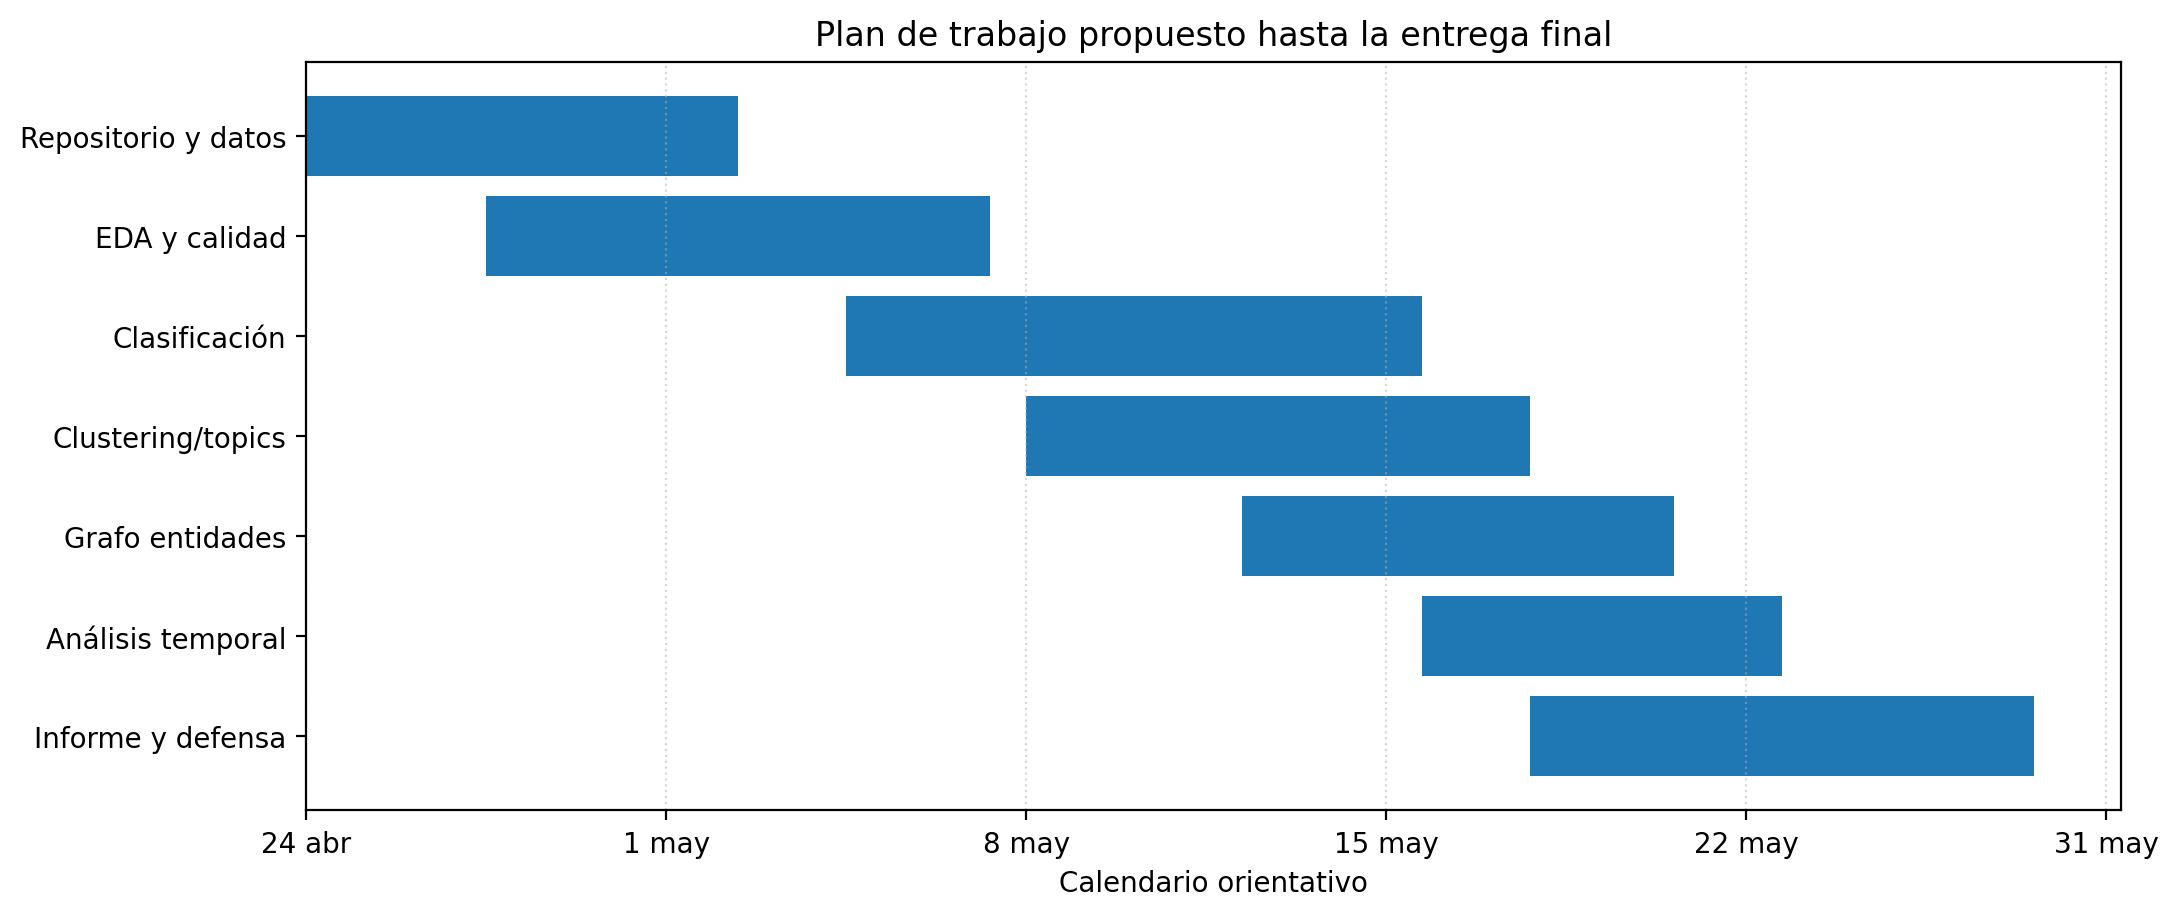 Plan de trabajo propuesto hasta la entrega final
Repositorio y datos
EDA y calidad
Clasificación
Clustering/topics
Grafo entidades
Análisis temporal
Informe y defensa
24 abr 1 may 8 may 15 may 22 may 31 may
Calendario orientativo